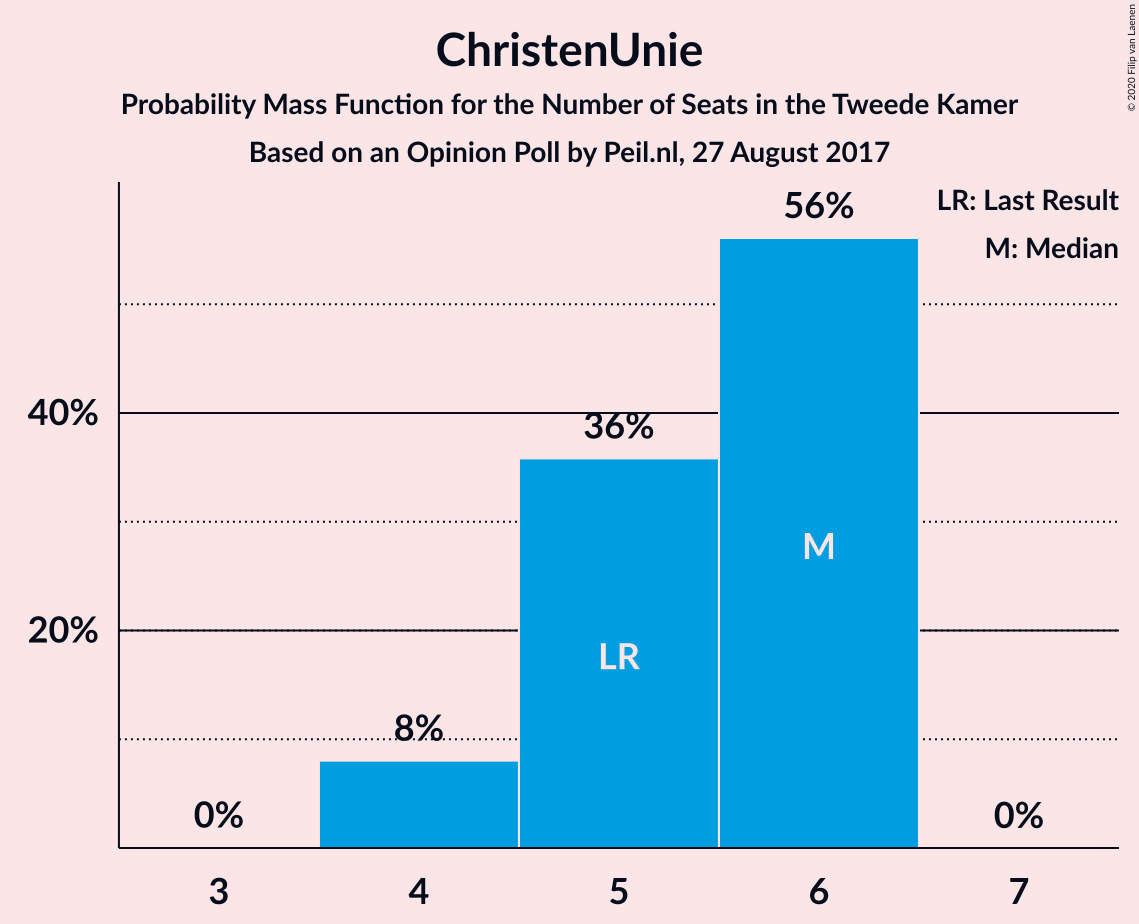 ChristenUnie
Probability Mass Function for the Number of Seats in the Tweede Kamer
Based on an Opinion Poll by Peil.nl, 27 August 2017
© 2020 Filip van Laenen
LR: Last Result
M: Median
56%
40%
36%
M
20%
LR
8%
0%
0%
3 4 5 6 7